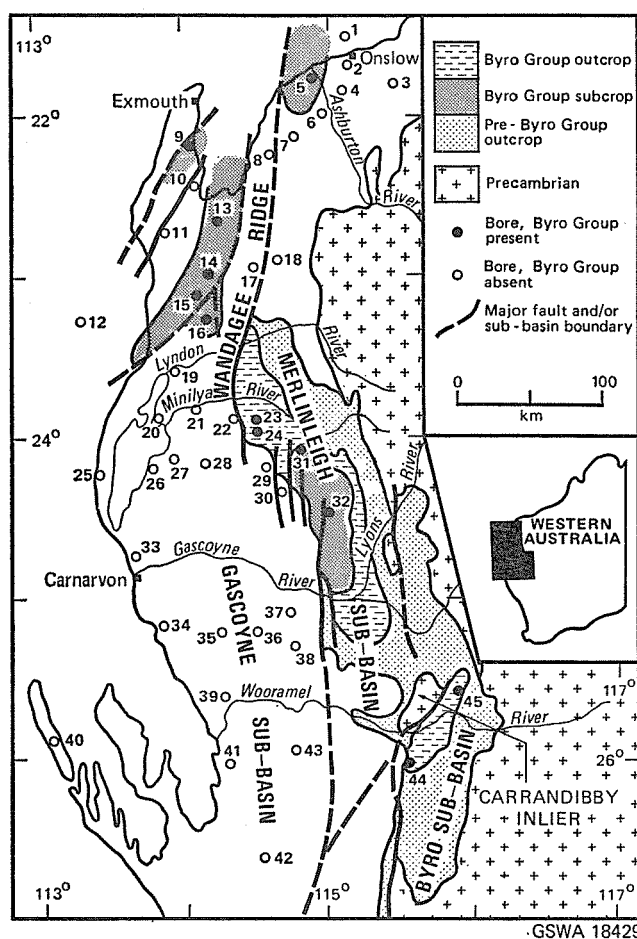 113°
Exmouth
22°
24°
Carnarvon
113°
115°
117°
117°
26°
Onslow
Ashburton
River
WANDAGEE RIDGE
MERLINLEIGH
SUB-BASIN
GASCOYNE
SUB-BASIN
BYRO SUB-BASIN
Lyndon
River
Minilya
River
Lyons
River
Gascoyne
River
Wooramel
River
CARRANDIBBY
INLIER
1
2
3
4
5
6
7
8
9
10
11
12
13
14
15
16
17
18
19
20
21
22
23
24
25
26
27
28
29
30
31
32
33
34
35
36
37
38
39
40
41
42
43
44
45
Byro Group outcrop
Byro Group subcrop
Pre-Byro Group
outcrop
Precambrian
Bore, Byro Group
present
Bore, Byro Group
absent
Major fault and/or
sub-basin boundary
0
100
km
WESTERN
AUSTRALIA
GSWA 18429